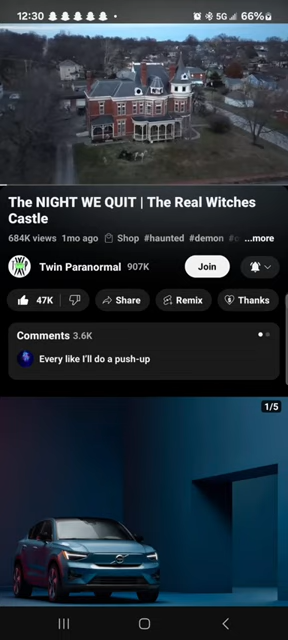 12:30
5G 66%
The NIGHT WE QUIT | The Real Witches
Castle
684K views 1mo ago Shop #haunted #demon ...more
Twin Paranormal 907K
Join
47K
Share
Remix
Thanks
Comments 3.6K
Every like I'll do a push-up
1/5